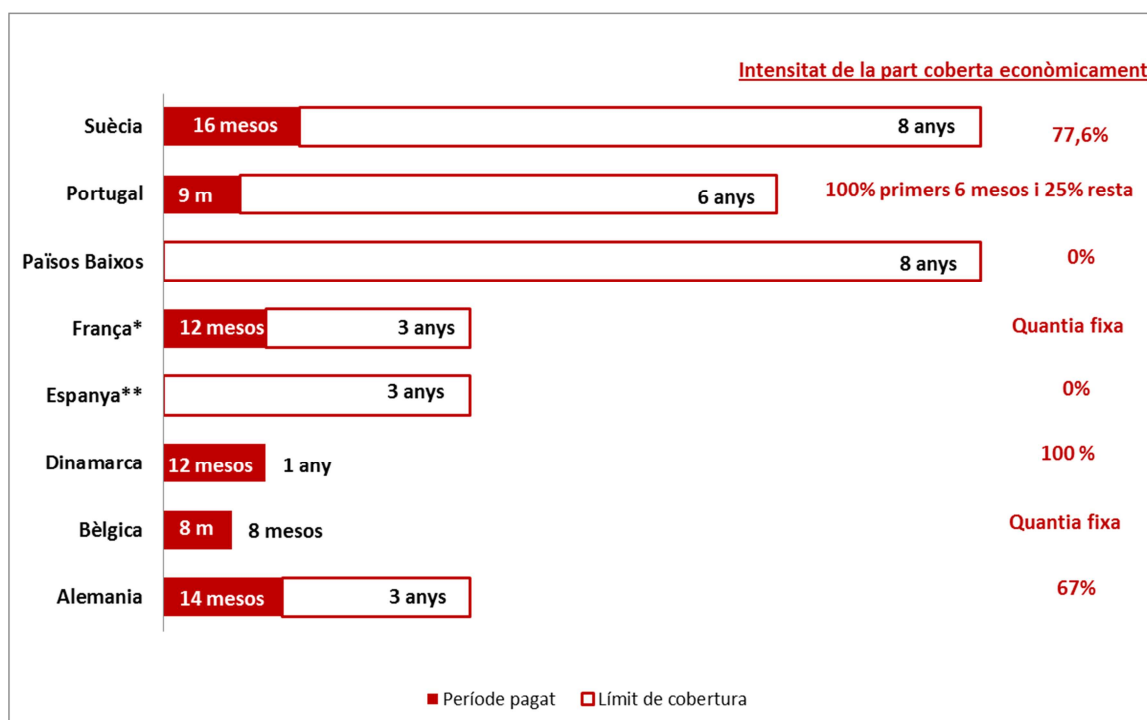 Intensitat de la part coberta econòmicament
Suècia 16 mesos 8 anys 77,6%
Portugal 9 m 6 anys 100% primers 6 mesos i 25% resta
Països Baixos 8 anys 0%
França* 12 mesos 3 anys Quantia fixa
Espanya** 3 anys 0%
Dinamarca 12 mesos 1 any 100 %
Bèlgica 8 m 8 mesos Quantia fixa
Alemania 14 mesos 3 anys 67%
Període pagat Límit de cobertura